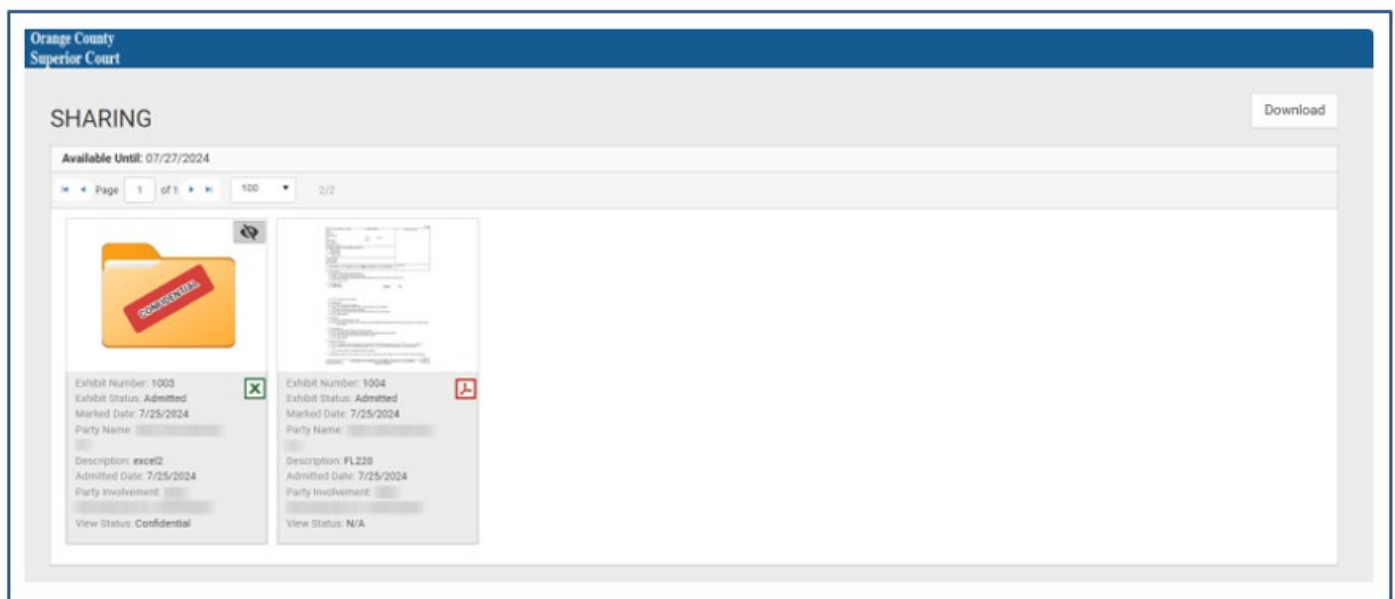 Orange County
Superior Court
SHARING
Download
Available Until: 07/27/2024
Page 1 of 1 100 2/2
CONFIDENTIAL
Exhibit Number: 1003
Exhibit Status: Admitted
Marked Date: 7/25/2024
Party Name:
Description: excel2
Admitted Date: 7/25/2024
Party Involvement:
View Status: Confidential
Exhibit Number: 1004
Exhibit Status: Admitted
Marked Date: 7/25/2024
Party Name:
Description: FL220
Admitted Date: 7/25/2024
Party Involvement:
View Status: N/A